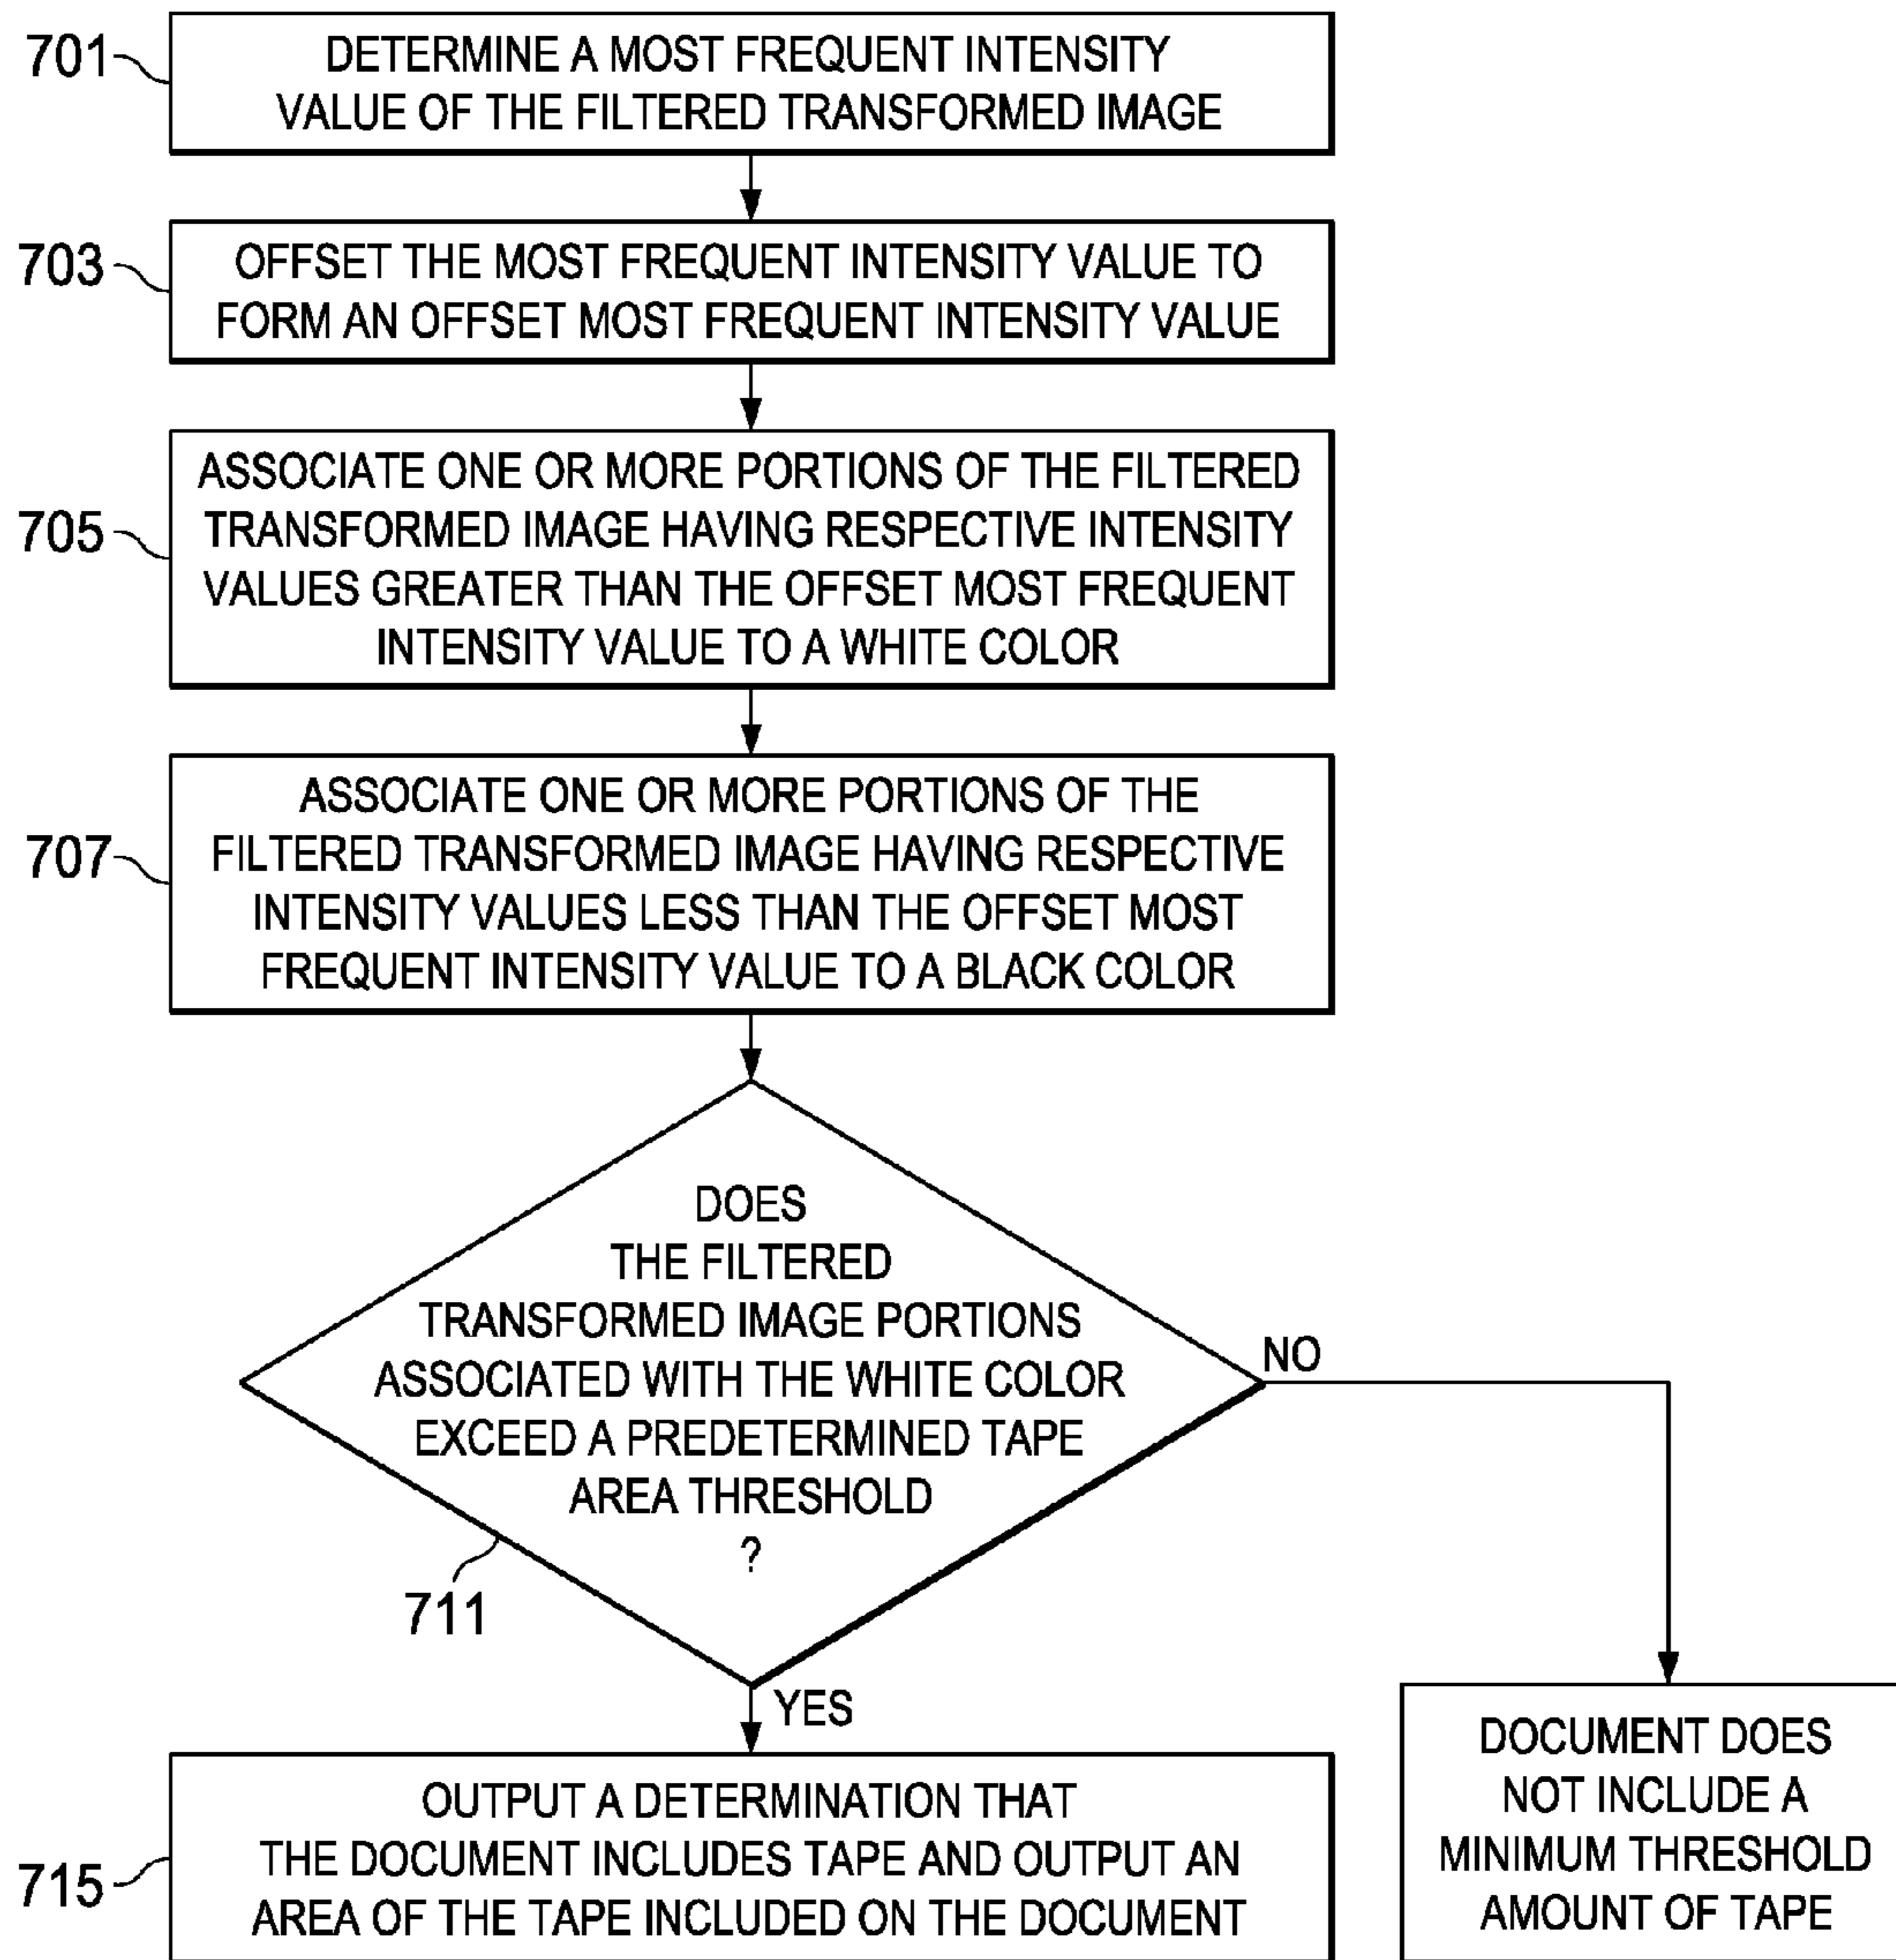 701
DETERMINE A MOST FREQUENT INTENSITY
VALUE OF THE FILTERED TRANSFORMED IMAGE
703
OFFSET THE MOST FREQUENT INTENSITY VALUE TO
FORM AN OFFSET MOST FREQUENT INTENSITY VALUE
705
ASSOCIATE ONE OR MORE PORTIONS OF THE FILTERED
TRANSFORMED IMAGE HAVING RESPECTIVE INTENSITY
VALUES GREATER THAN THE OFFSET MOST FREQUENT
INTENSITY VALUE TO A WHITE COLOR
707
ASSOCIATE ONE OR MORE PORTIONS OF THE
FILTERED TRANSFORMED IMAGE HAVING RESPECTIVE
INTENSITY VALUES LESS THAN THE OFFSET MOST
FREQUENT INTENSITY VALUE TO A BLACK COLOR
DOES
THE FILTERED
TRANSFORMED IMAGE PORTIONS
ASSOCIATED WITH THE WHITE COLOR
EXCEED A PREDETERMINED TAPE
AREA THRESHOLD
?
711
NO
YES
715
OUTPUT A DETERMINATION THAT
THE DOCUMENT INCLUDES TAPE AND OUTPUT AN
AREA OF THE TAPE INCLUDED ON THE DOCUMENT
DOCUMENT DOES
NOT INCLUDE A
MINIMUM THRESHOLD
AMOUNT OF TAPE